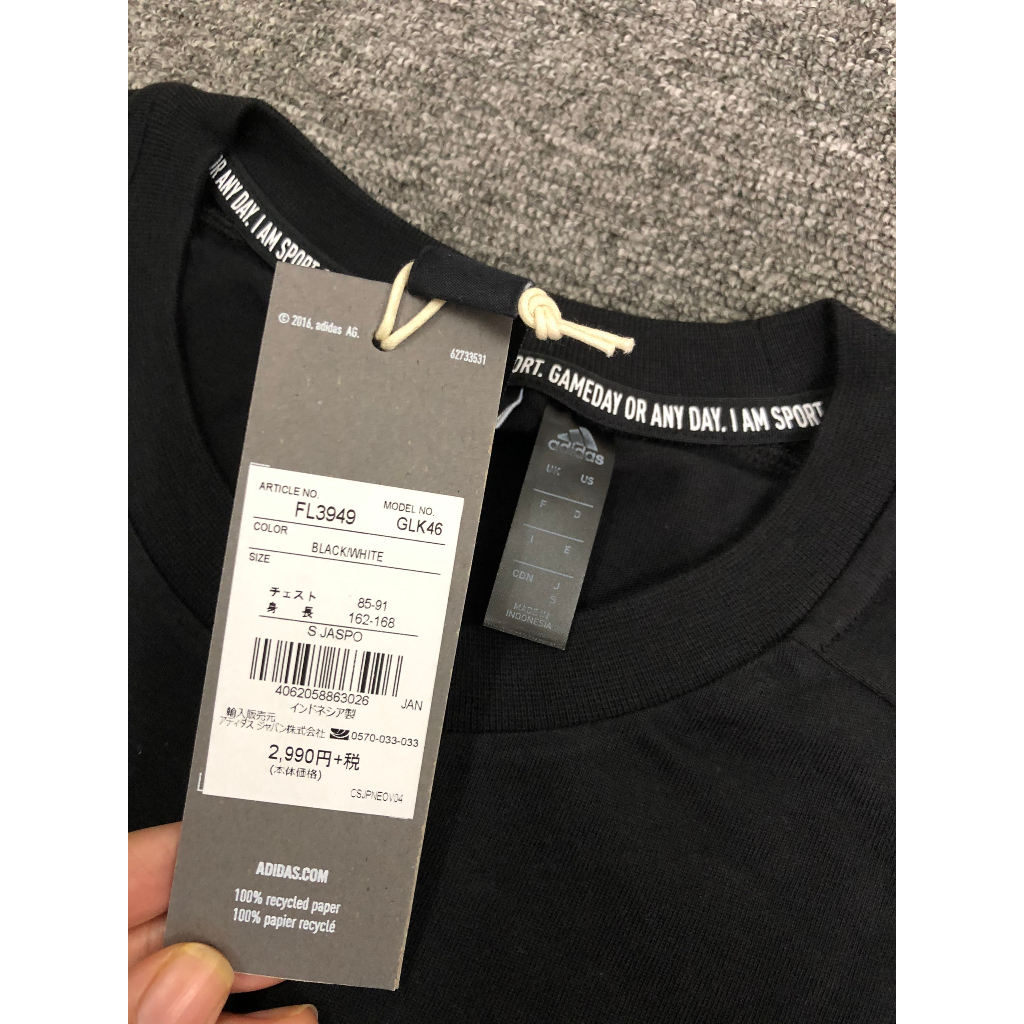 OR ANY DAY. I AM SPORT.
© 2016, adidas AG.
62733531
ORT. GAMEDAY OR ANY DAY. I AM SPORT
ARTICLE NO.
MODEL NO.
FL3949
GLK46
COLOR
BLACK/WHITE
SIZE
チェスト 85-91
身 長 162-168
S JASPO
4062058863026 JAN
インドネシア製
輸入販売元
アディダス ジャパン株式会社 0570-033-033
2,990円+税
(本体価格)
CSJPNEOV04
ADIDAS.COM
100% recycled paper
100% papier recyclé
adidas
UK US
F D
I E
CDN J
S
MADE IN
INDONESIA